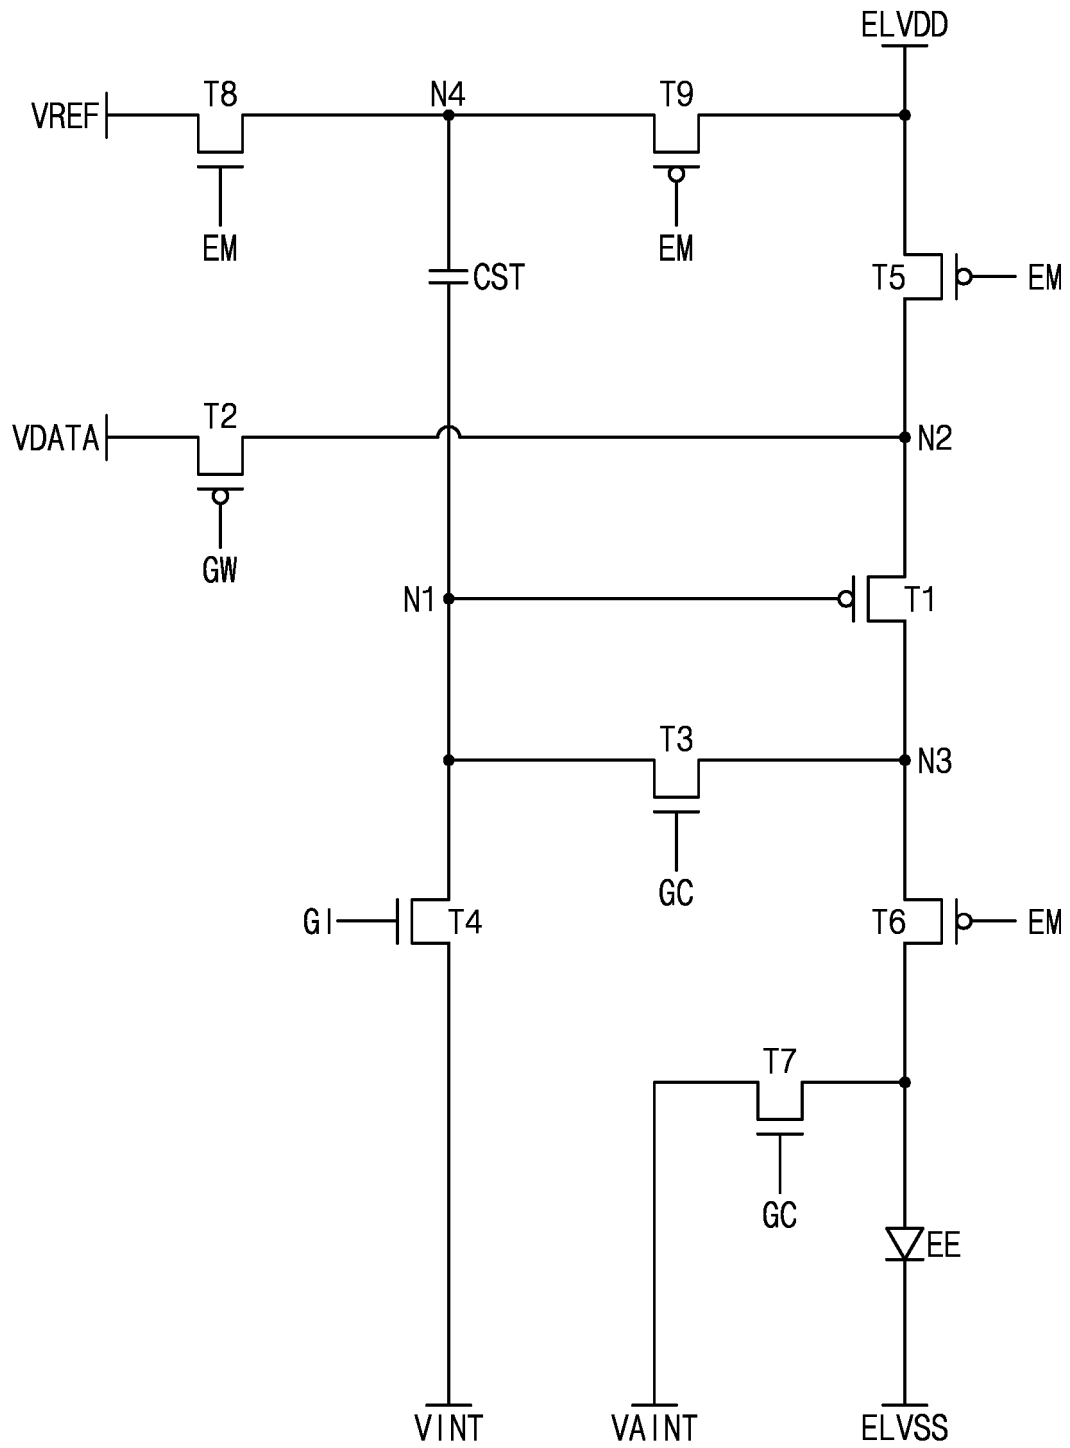 ELVDD
T8
N4
T9
VREF
EM
EM
CST
T5
EM
T2
VDATA
N2
GW
N1
T1
T3
N3
GC
GI
T4
T6
EM
T7
GC
EE
VINT
VAINT
ELVSS